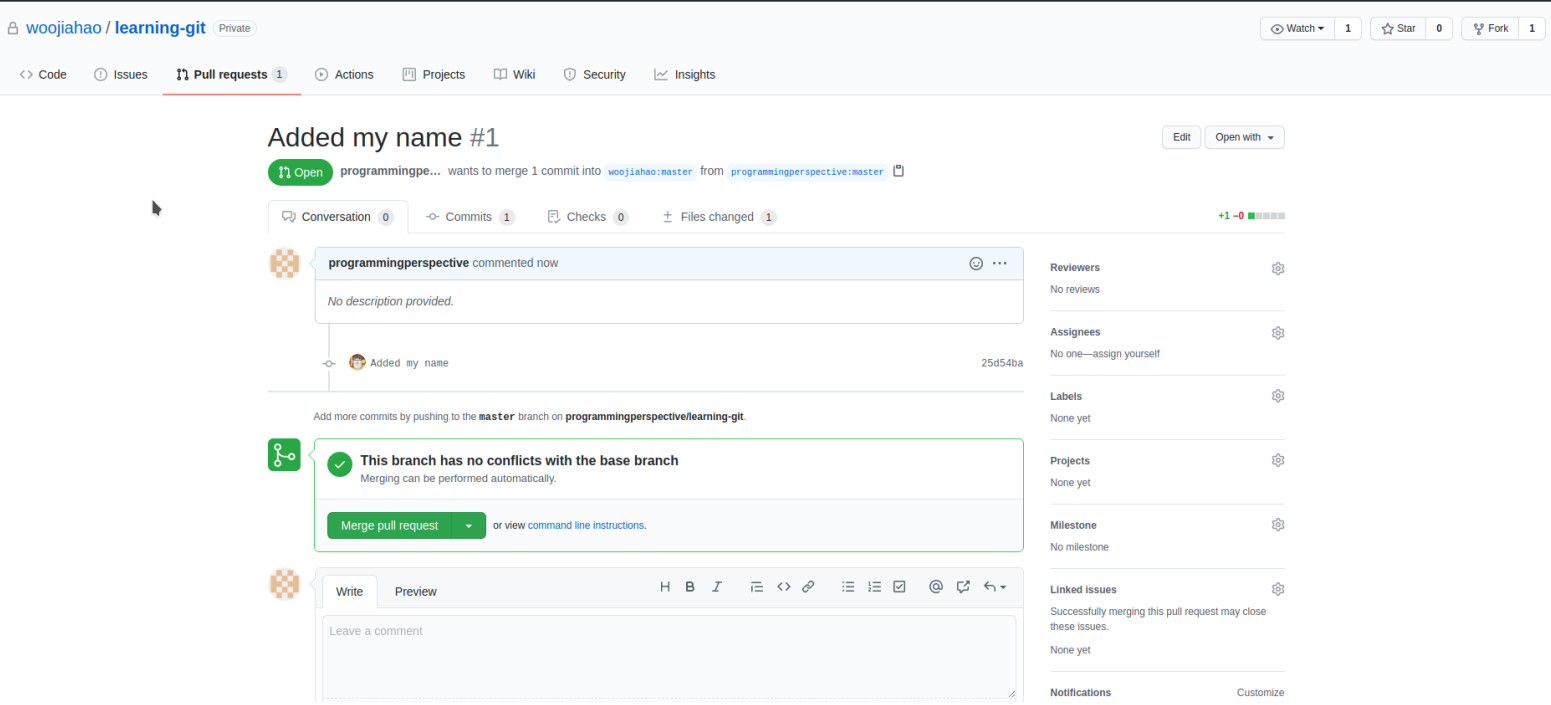 woojiahao / learning-git Private Watch 1 Star 0 Fork 1
Code Issues Pull requests 1 Actions Projects Wiki Security Insights
Added my name #1 Edit Open with
Open programmingpe... wants to merge 1 commit into woojiahao:master from programmingperspective:master
Conversation 0 Commits 1 Checks 0 Files changed 1 +1 −0
programmingperspective commented now
No description provided.
Added my name 25d54ba
Add more commits by pushing to the master branch on programmingperspective/learning-git.
This branch has no conflicts with the base branch
Merging can be performed automatically.
Merge pull request or view command line instructions.
Write Preview
Leave a comment
Reviewers
No reviews
Assignees
No one—assign yourself
Labels
None yet
Projects
None yet
Milestone
No milestone
Linked issues
Successfully merging this pull request may close
these issues.
None yet
Notifications Customize